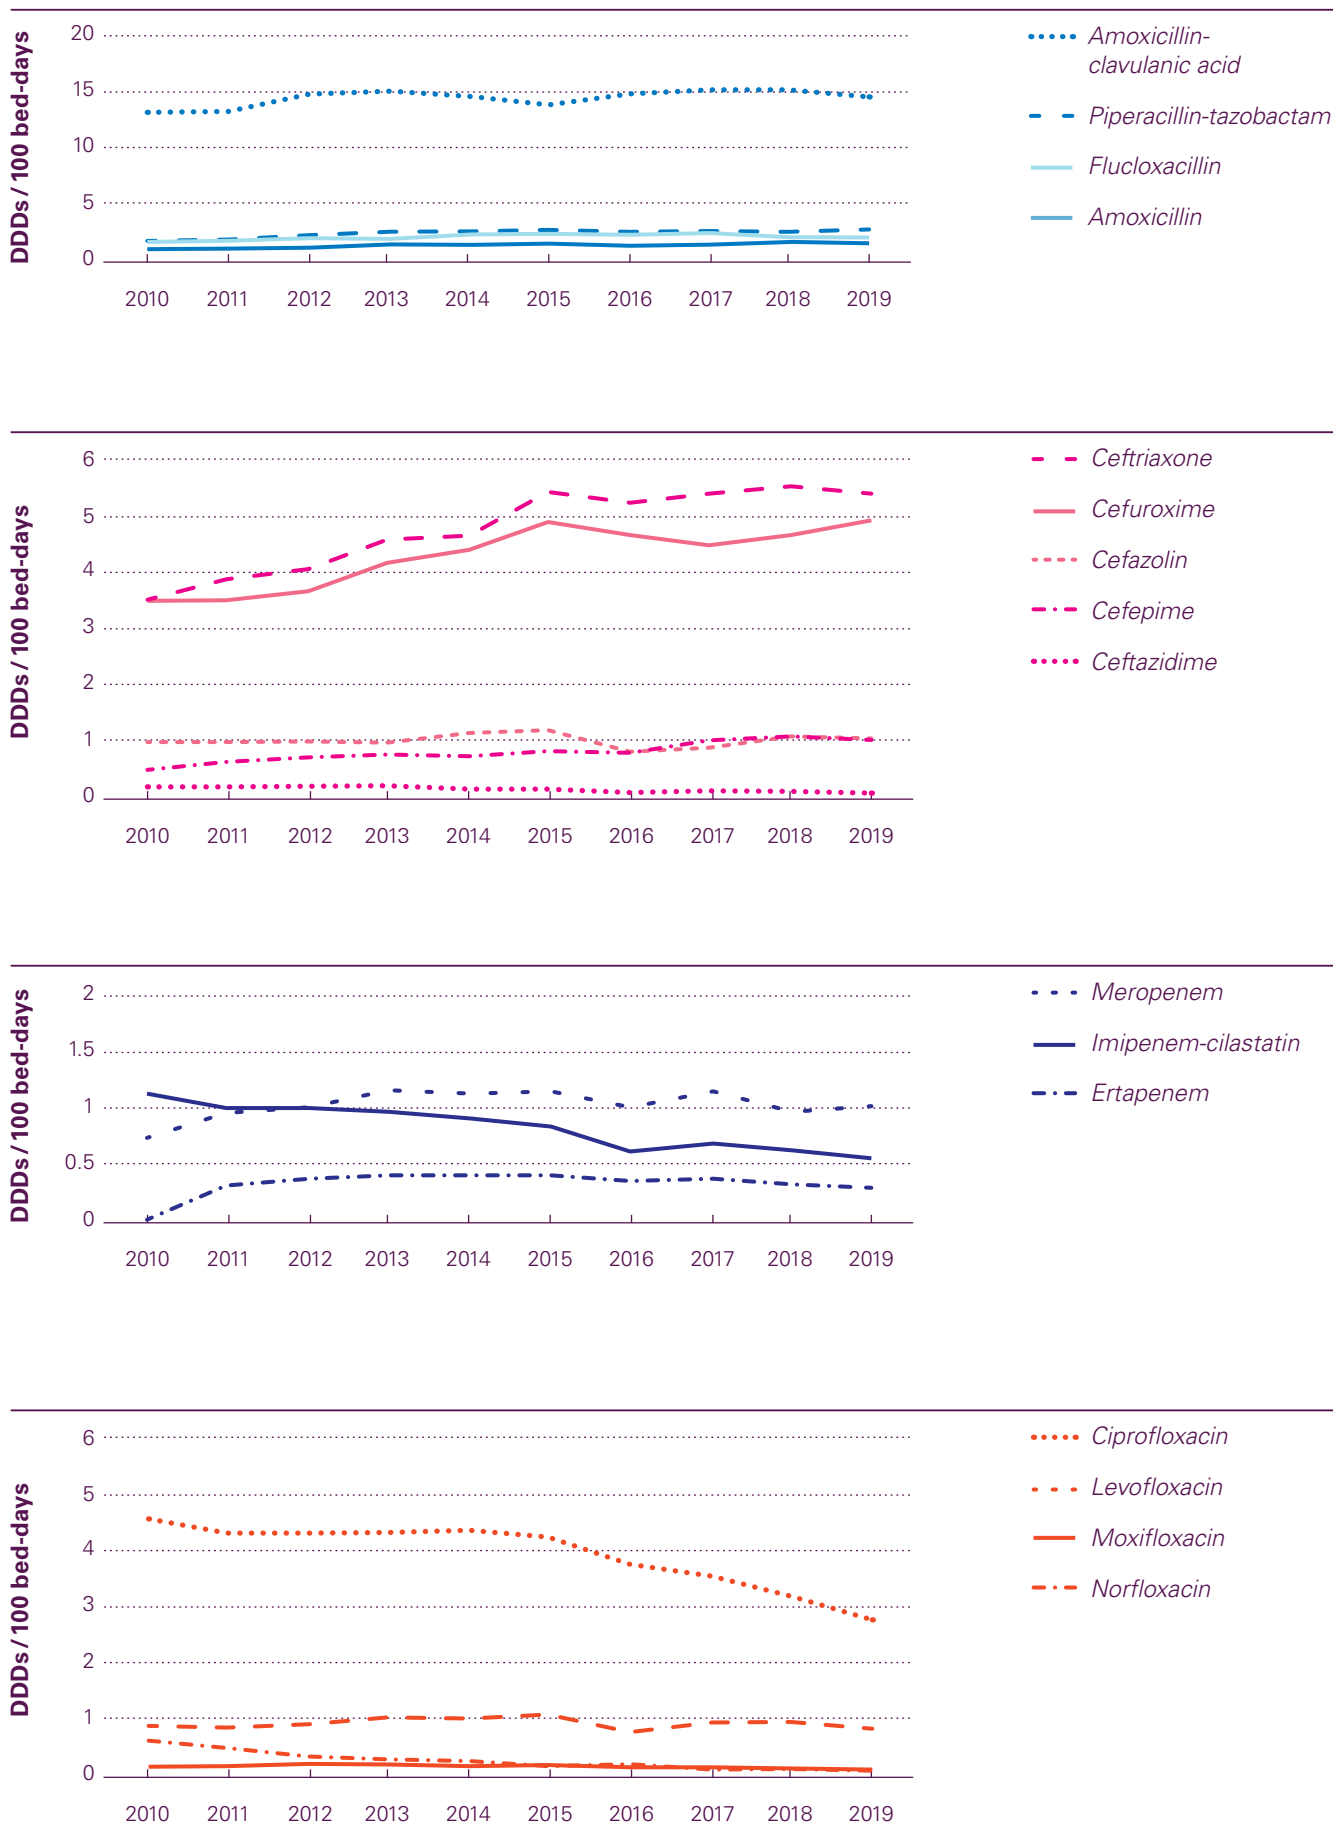 DDDs / 100 bed-days
20
15
10
5
0
2010 2011 2012 2013 2014 2015 2016 2017 2018 2019
Amoxicillin-
clavulanic acid
Piperacillin-tazobactam
Flucloxacillin
Amoxicillin
DDDs / 100 bed-days
6
5
4
3
2
1
0
2010 2011 2012 2013 2014 2015 2016 2017 2018 2019
Ceftriaxone
Cefuroxime
Cefazolin
Cefepime
Ceftazidime
DDDs / 100 bed-days
2
1.5
1
0.5
0
2010 2011 2012 2013 2014 2015 2016 2017 2018 2019
Meropenem
Imipenem-cilastatin
Ertapenem
DDDs / 100 bed-days
6
5
4
3
2
1
0
2010 2011 2012 2013 2014 2015 2016 2017 2018 2019
Ciprofloxacin
Levofloxacin
Moxifloxacin
Norfloxacin